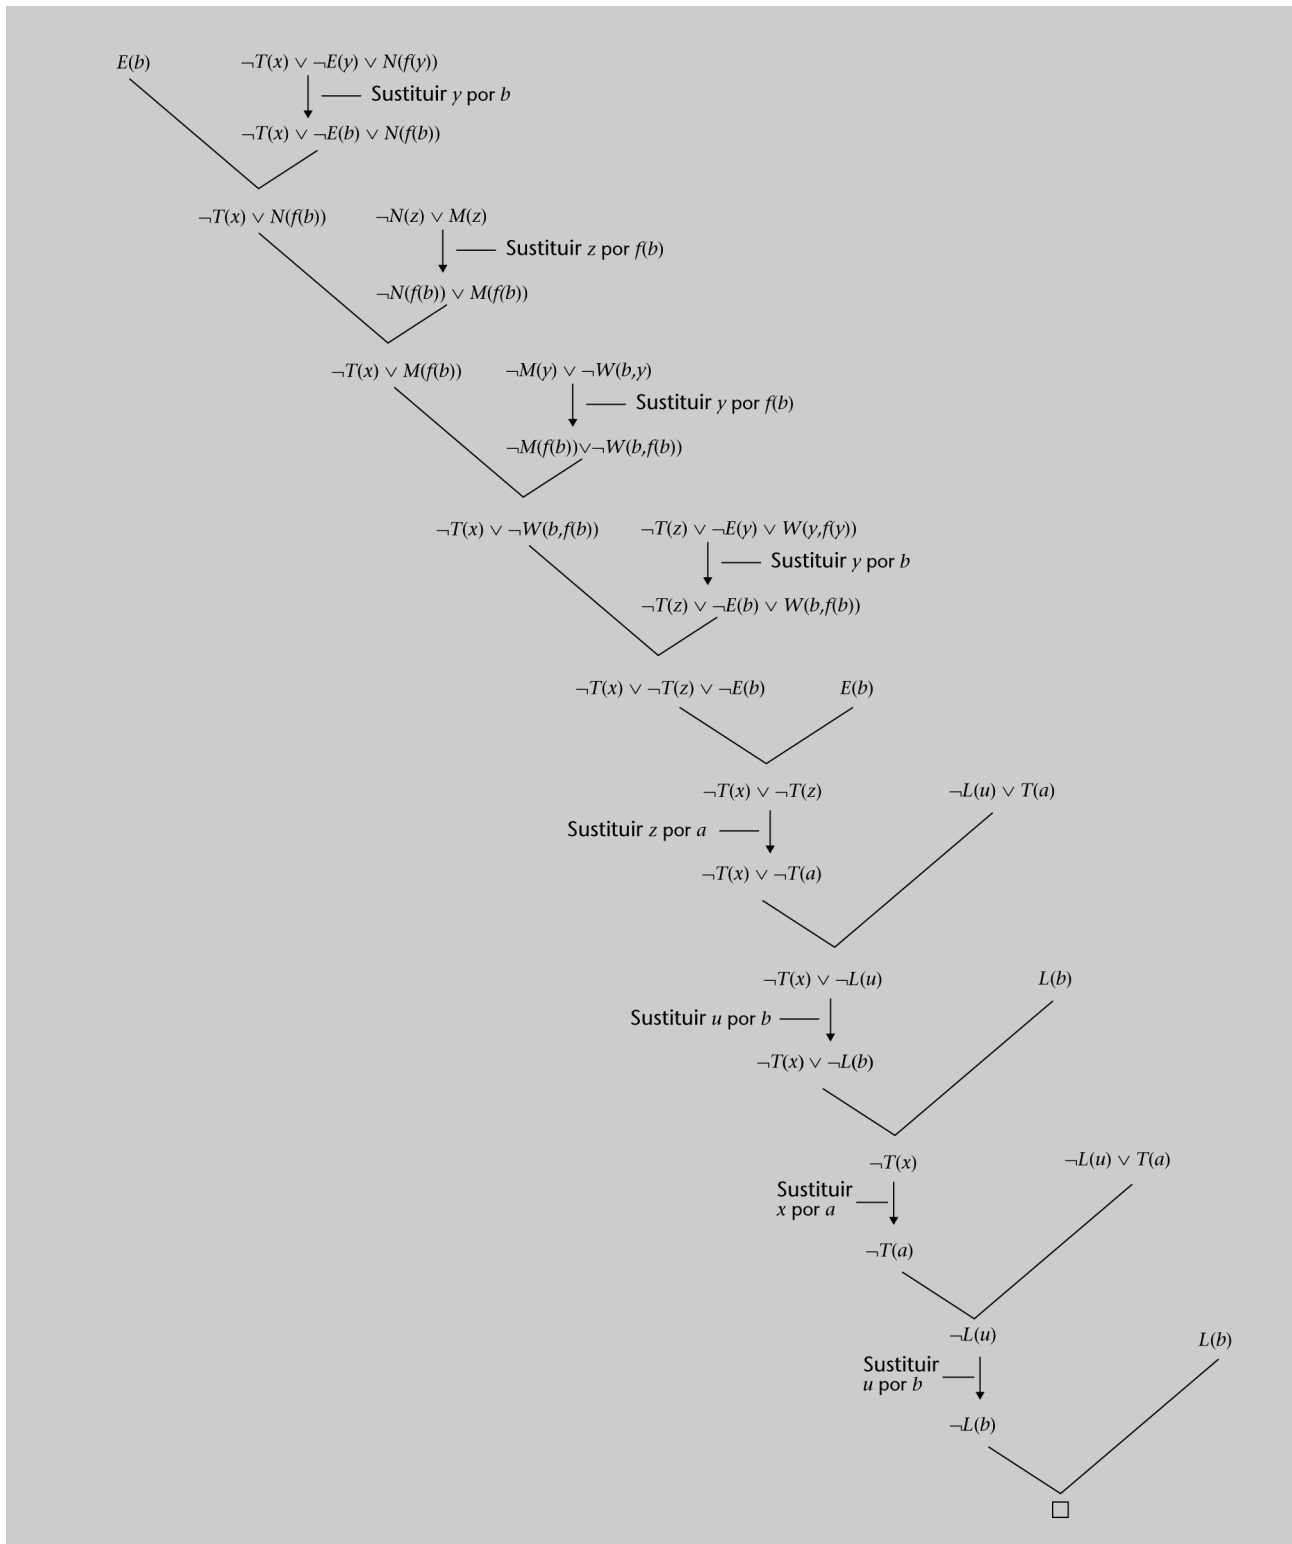 E(b) ¬T(x) ∨ ¬E(y) ∨ N(f(y))
Sustituir y por b
¬T(x) ∨ ¬E(b) ∨ N(f(b))
¬T(x) ∨ N(f(b)) ¬N(z) ∨ M(z)
Sustituir z por f(b)
¬N(f(b)) ∨ M(f(b))
¬T(x) ∨ M(f(b)) ¬M(y) ∨ ¬W(b,y)
Sustituir y por f(b)
¬M(f(b))∨¬W(b,f(b))
¬T(x) ∨ ¬W(b,f(b)) ¬T(z) ∨ ¬E(y) ∨ W(y,f(y))
Sustituir y por b
¬T(z) ∨ ¬E(b) ∨ W(b,f(b))
¬T(x) ∨ ¬T(z) ∨ ¬E(b) E(b)
¬T(x) ∨ ¬T(z) ¬L(u) ∨ T(a)
Sustituir z por a
¬T(x) ∨ ¬T(a)
¬T(x) ∨ ¬L(u) L(b)
Sustituir u por b
¬T(x) ∨ ¬L(b)
¬T(x) ¬L(u) ∨ T(a)
Sustituir
x por a
¬T(a)
¬L(u) L(b)
Sustituir
u por b
¬L(b)
□